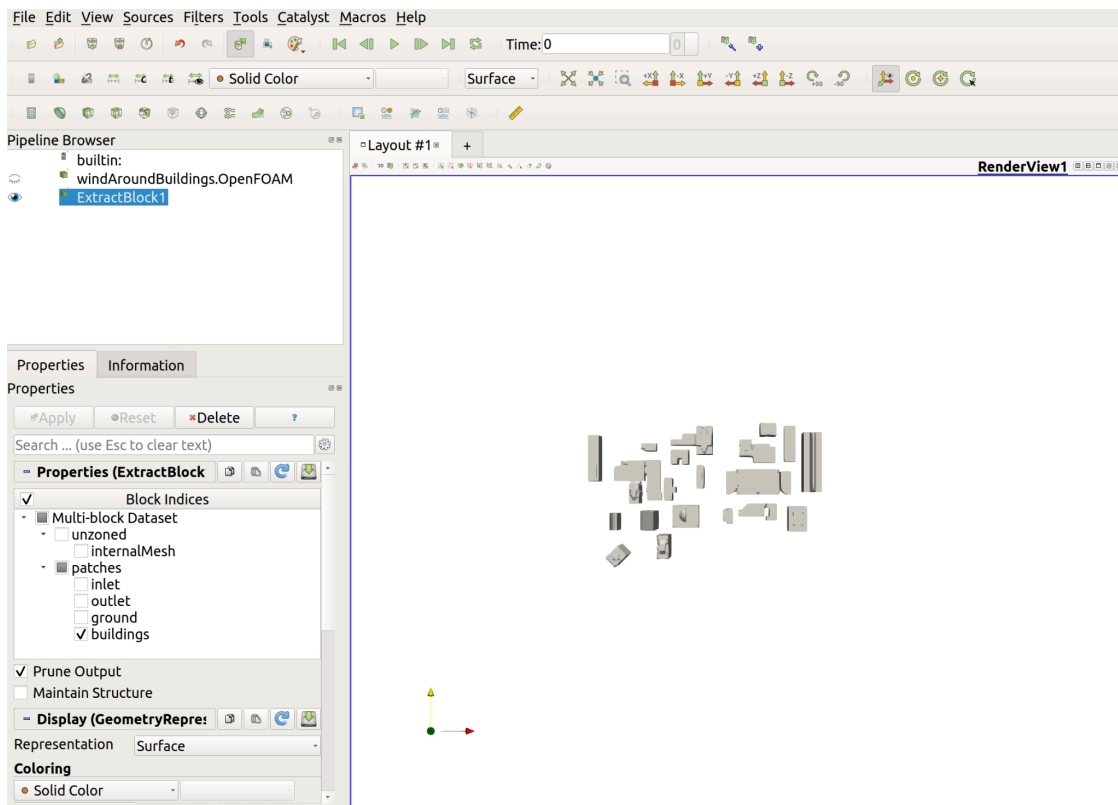 File Edit View Sources Filters Tools Catalyst Macros Help
Time: 0 0
Solid Color Surface +X -X +Y -Y +Z -Z +90 -90
Pipeline Browser
Layout #1 +
builtin:
windAroundBuildings.OpenFOAM
3D
RenderView1
ExtractBlock1
Properties Information
Properties
Apply Reset Delete ?
Search ... (use Esc to clear text)
Properties (ExtractBlock
Block Indices
Multi-block Dataset
unzoned
internalMesh
patches
inlet
outlet
ground
buildings
Prune Output
Maintain Structure
Display (GeometryRepres
Representation Surface
Coloring
Solid Color